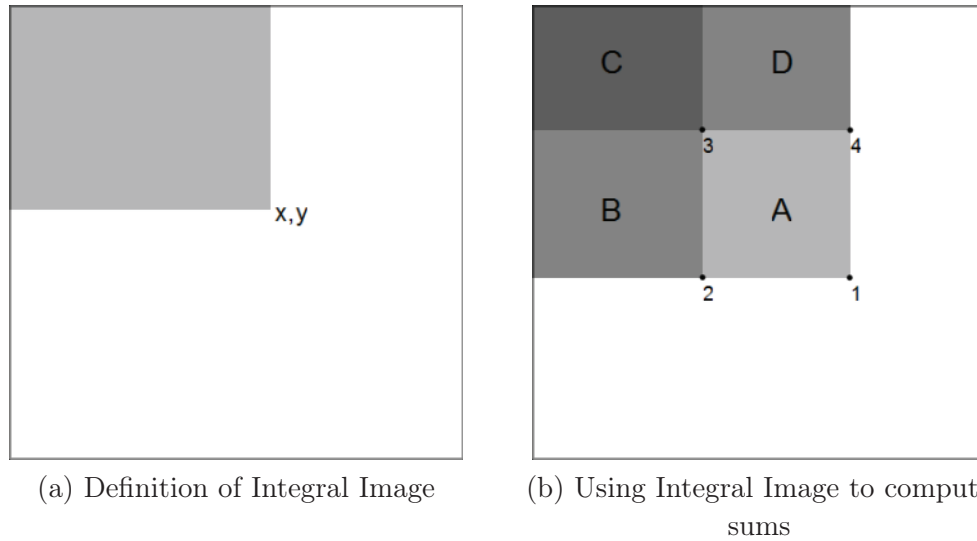 C D
3 4
x,y
B A
2 1
(a) Definition of Integral Image
(b) Using Integral Image to comput
sums